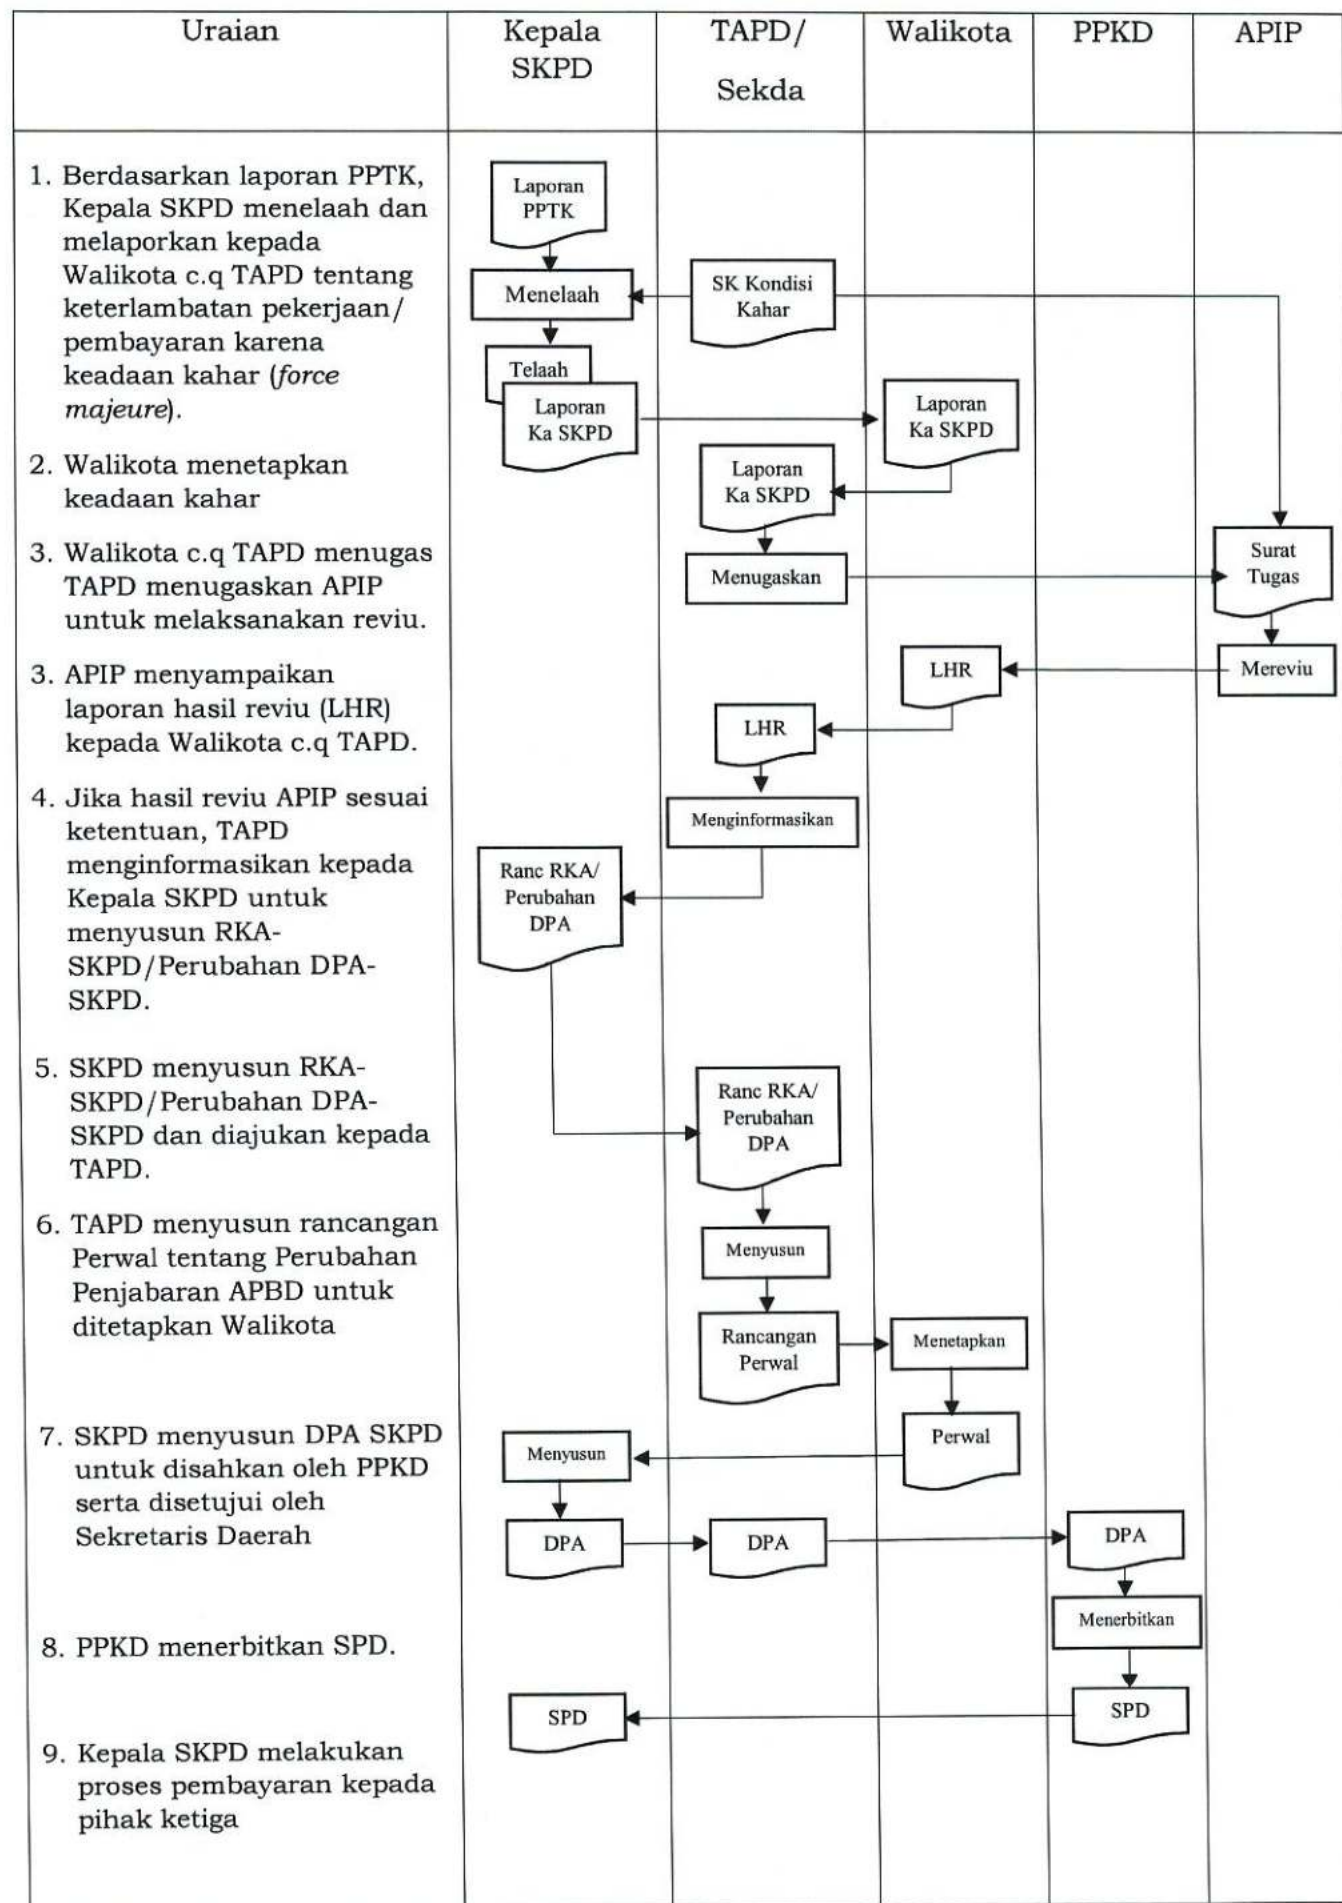 Uraian
Kepala
SKPD
TAPD/
Sekda
Walikota
PPKD
APIP
1. Berdasarkan laporan PPTK,
Kepala SKPD menelaah dan
melaporkan kepada
Walikota c.q TAPD tentang
keterlambatan pekerjaan/
pembayaran karena
keadaan kahar (force
majeure).
2. Walikota menetapkan
keadaan kahar
3. Walikota c.q TAPD menugas
TAPD menugaskan APIP
untuk melaksanakan reviu.
3. APIP menyampaikan
laporan hasil reviu (LHR)
kepada Walikota c.q TAPD.
4. Jika hasil reviu APIP sesuai
ketentuan, TAPD
menginformasikan kepada
Kepala SKPD untuk
menyusun RKA-
SKPD/Perubahan DPA-
SKPD.
5. SKPD menyusun RKA-
SKPD/Perubahan DPA-
SKPD dan diajukan kepada
TAPD.
6. TAPD menyusun rancangan
Perwal tentang Perubahan
Penjabaran APBD untuk
ditetapkan Walikota
7. SKPD menyusun DPA SKPD
untuk disahkan oleh PPKD
serta disetujui oleh
Sekretaris Daerah
8. PPKD menerbitkan SPD.
9. Kepala SKPD melakukan
proses pembayaran kepada
pihak ketiga
Laporan
PPTK
Menelaah
SK Kondisi
Kahar
Telaah
Laporan
Ka SKPD
Laporan
Ka SKPD
Laporan
Ka SKPD
Menugaskan
Surat
Tugas
Mereviu
LHR
LHR
Menginformasikan
Ranc RKA/
Perubahan
DPA
Ranc RKA/
Perubahan
DPA
Menyusun
Rancangan
Perwal
Menetapkan
Perwal
Menyusun
DPA
DPA
DPA
Menerbitkan
SPD
SPD